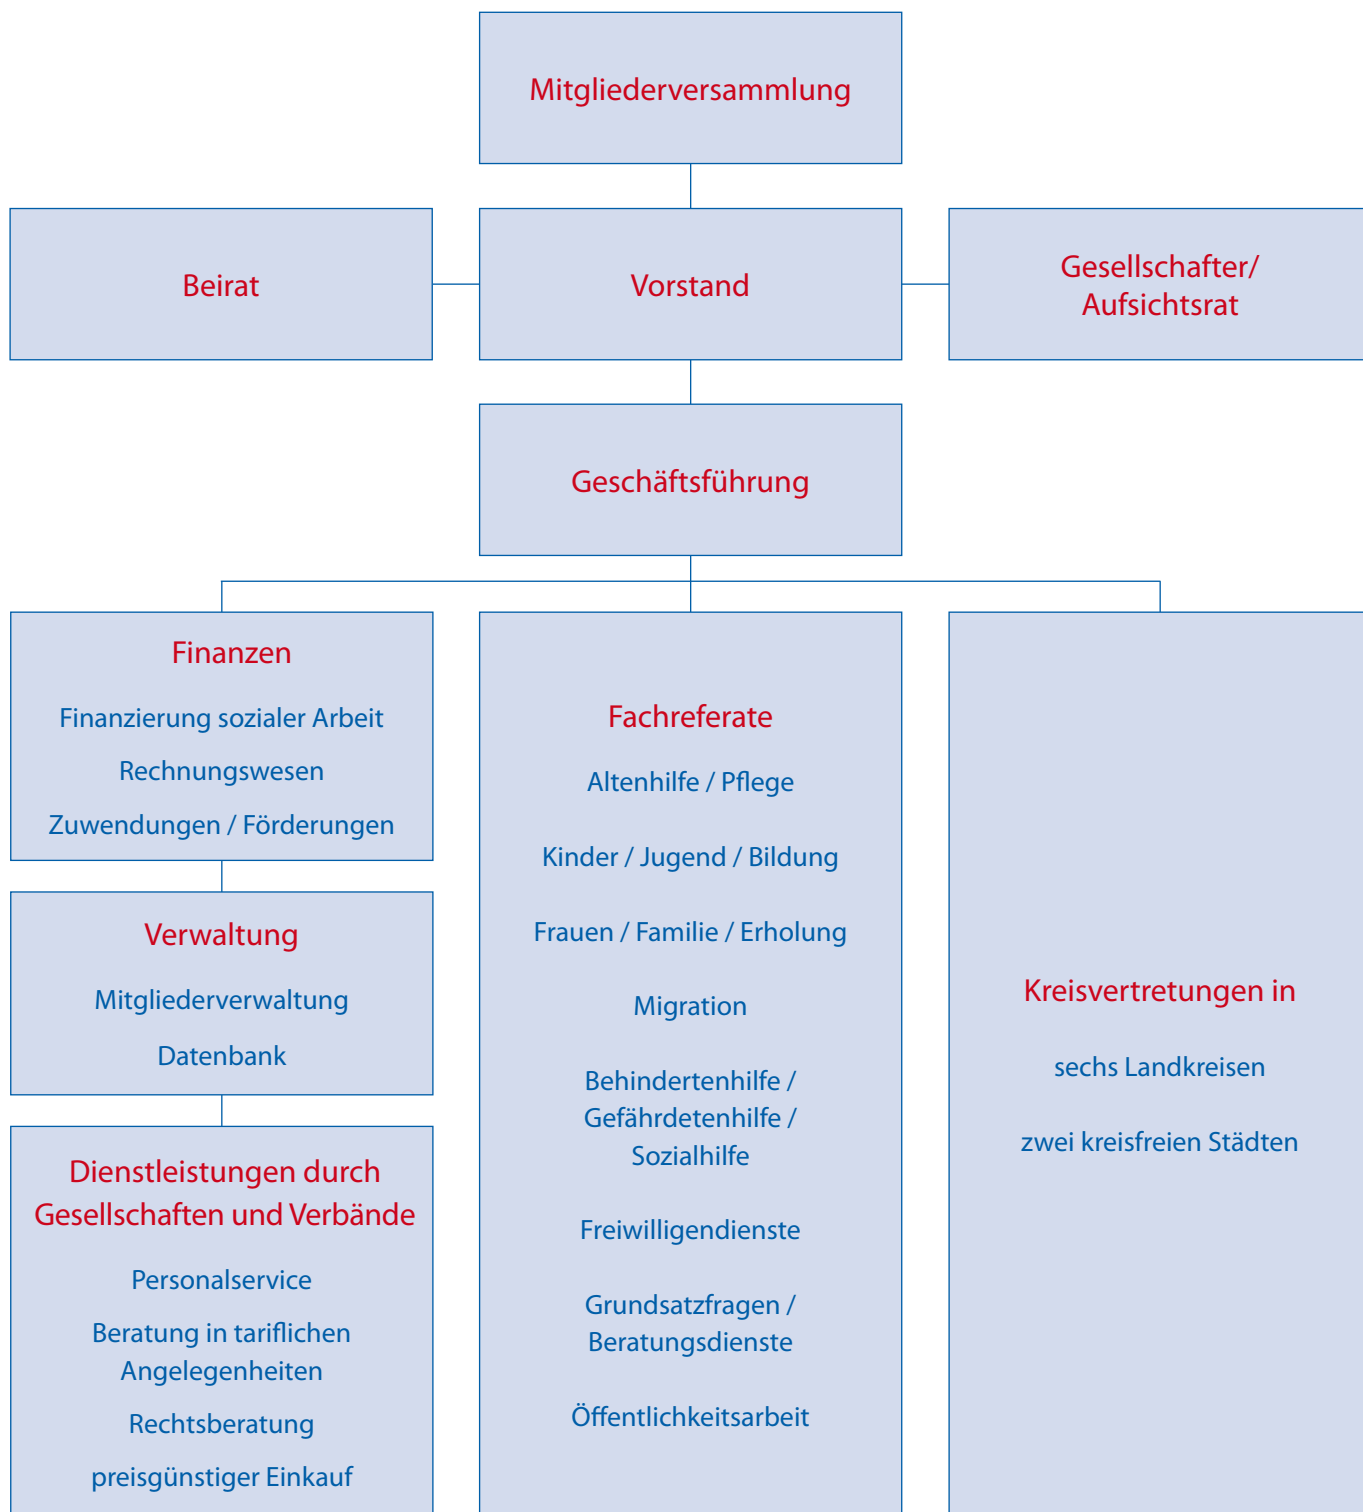 Mitgliederversammlung
Beirat
Vorstand
Gesellschafter/
Aufsichtsrat
Geschäftsführung
Finanzen
Finanzierung sozialer Arbeit
Rechnungswesen
Zuwendungen / Förderungen
Verwaltung
Mitgliederverwaltung
Datenbank
Dienstleistungen durch
Gesellschaften und Verbände
Personalservice
Beratung in tariflichen
Angelegenheiten
Rechtsberatung
preisgünstiger Einkauf
Fachreferate
Altenhilfe / Pflege
Kinder / Jugend / Bildung
Frauen / Familie / Erholung
Migration
Behindertenhilfe /
Gefährdetenhilfe /
Sozialhilfe
Freiwilligendienste
Grundsatzfragen /
Beratungsdienste
Öffentlichkeitsarbeit
Kreisvertretungen in
sechs Landkreisen
zwei kreisfreien Städten